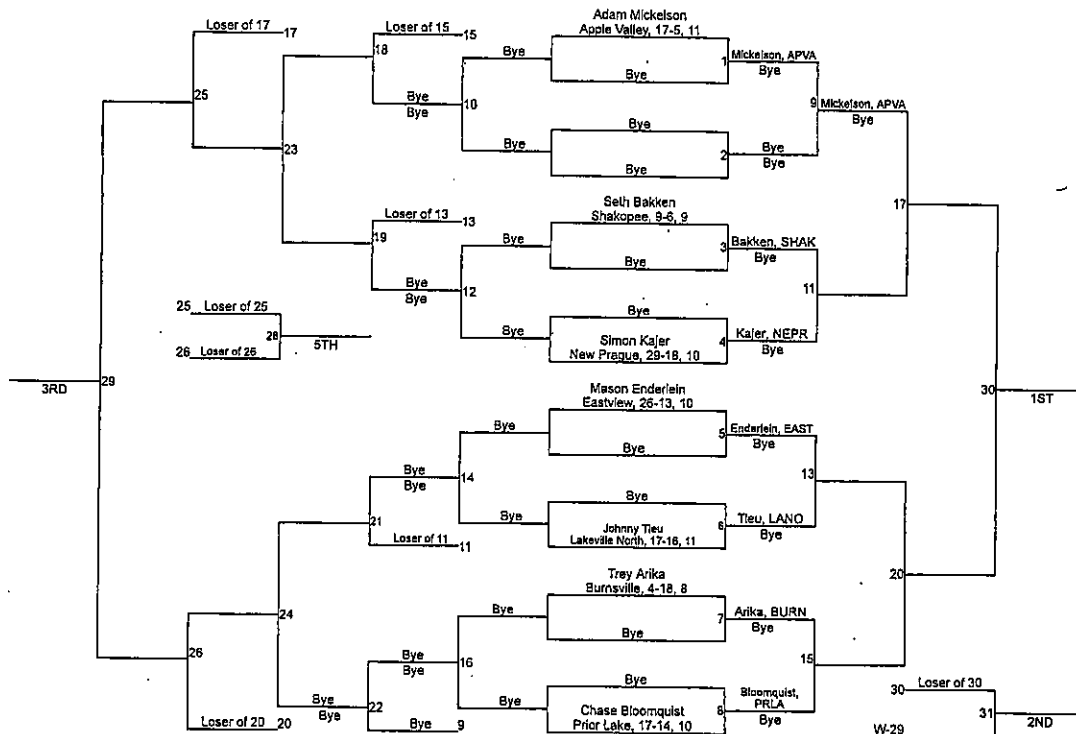 Loser of 17
17
Loser of 15
15
18
Adam Mickelson
Apple Valley, 17-5, 11
Bye
1
Mickelson, APVA
Bye
Bye
25
Bye
Bye
10
9
Mickelson, APVA
Bye
23
Bye
Bye
2
Bye
Bye
Bye
17
Seth Bakken
Shakopee, 9-6, 9
Loser of 13
13
19
Bye
3
Bakken, SHAK
Bye
Bye
Bye
Bye
12
11
25
Loser of 25
28
5TH
26
Loser of 26
Bye
Bye
Simon Kajer
New Prague, 29-18, 10
4
Kajer, NEPR
Bye
3RD
29
30
1ST
Mason Enderlein
Eastview, 26-13, 10
Bye
5
Enderlein, EAST
Bye
Bye
Bye
Bye
14
13
21
Loser of 11
11
Bye
Bye
Johnny Tieu
Lakeville North, 17-16, 11
6
Tieu, LANO
Bye
20
Trey Arika
Burnsville, 4-18, 8
24
Bye
7
Arika, BURN
Bye
Bye
26
Bye
Bye
16
15
Loser of 20
20
Bye
Bye
22
Bye
9
Bye
Bye
Chase Bloomquist
Prior Lake, 17-14, 10
8
Bloomquist,
PRLA
Bye
30
Loser of 30
31
2ND
W-29